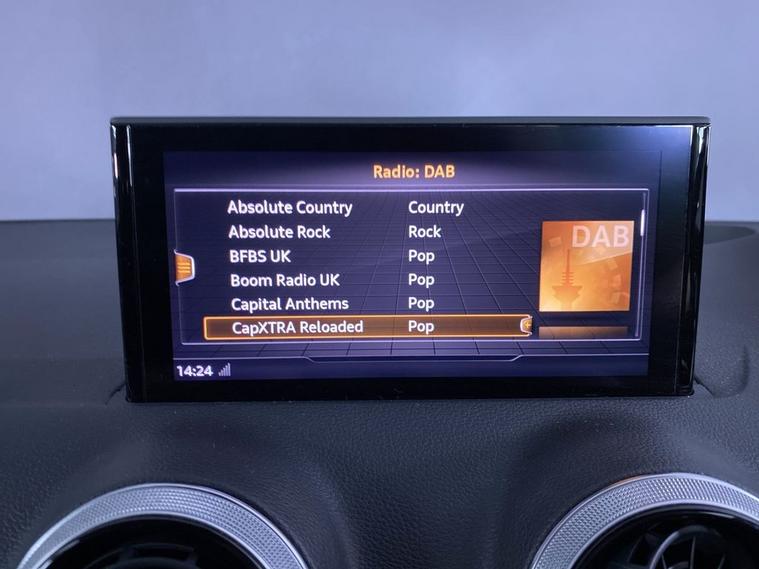 Radio: DAB
Absolute Country Country
Absolute Rock Rock
BFBS UK Pop
Boom Radio UK Pop
Capital Anthems Pop
CapXTRA Reloaded Pop
DAB
14:24